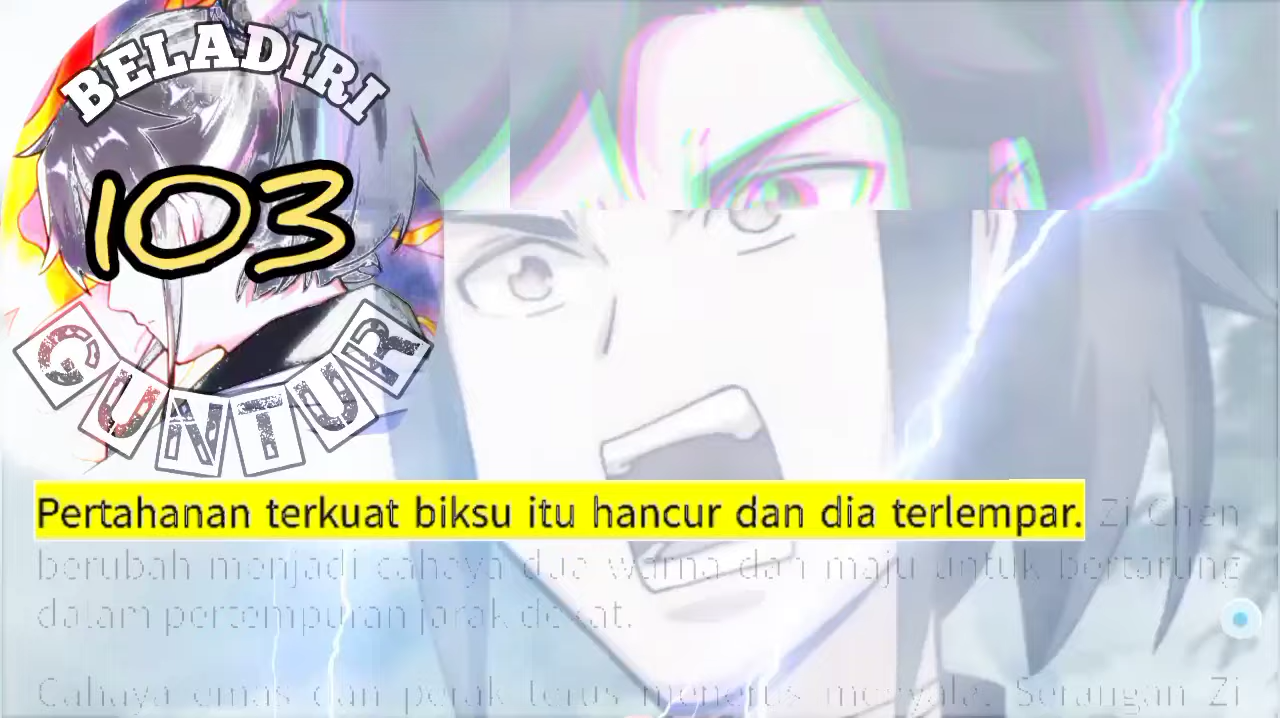 BELADIRI
103
GUNTUR
Pertahanan terkuat biksu itu hancur dan dia terlempar. Zi Chen
berubah menjadi cahaya dua warna dan maju untuk bertarung
dalam pertempuran jarak dekat.
Cahaya emas dan perak terus menerus menyala. Serangan Zi